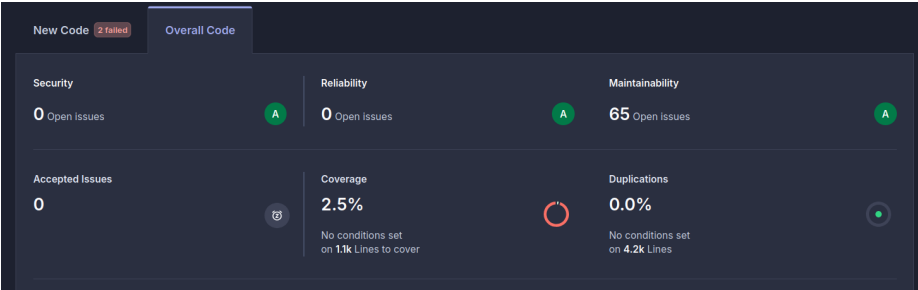 New Code 2 failed Overall Code
Security Reliability Maintainability
0 Open issues A 0 Open issues A 65 Open issues A
Accepted Issues Coverage Duplications
0 2.5% 0.0%
No conditions set No conditions set
on 1.1k Lines to cover on 4.2k Lines